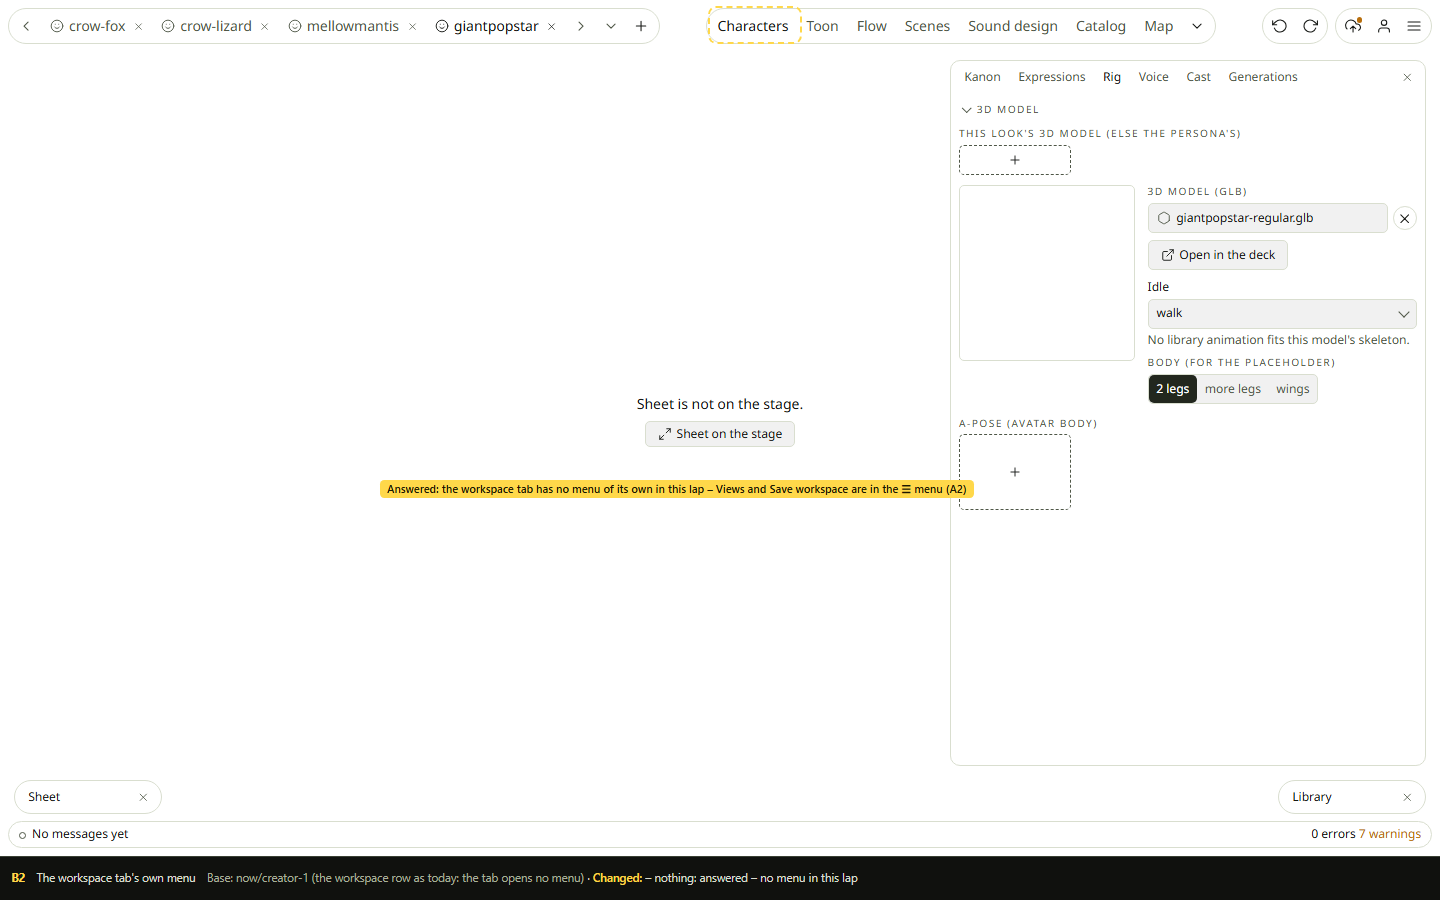 crow-fox crow-lizard mellowmantis giantpopstar
Characters Toon Flow Scenes Sound design Catalog Map
Kanon Expressions Rig Voice Cast Generations
3D MODEL
THIS LOOK'S 3D MODEL (ELSE THE PERSONA'S)
3D MODEL (GLB)
giantpopstar-regular.glb
Open in the deck
Idle
walk
No library animation fits this model's skeleton.
BODY (FOR THE PLACEHOLDER)
2 legs more legs wings
A-POSE (AVATAR BODY)
Sheet is not on the stage.
Sheet on the stage
Answered: the workspace tab has no menu of its own in this lap – Views and Save workspace are in the ☰ menu (A2)
Sheet
Library
No messages yet
0 errors 7 warnings
B2 The workspace tab's own menu Base: now/creator-1 (the workspace row as today: the tab opens no menu) · Changed: – nothing: answered – no menu in this lap